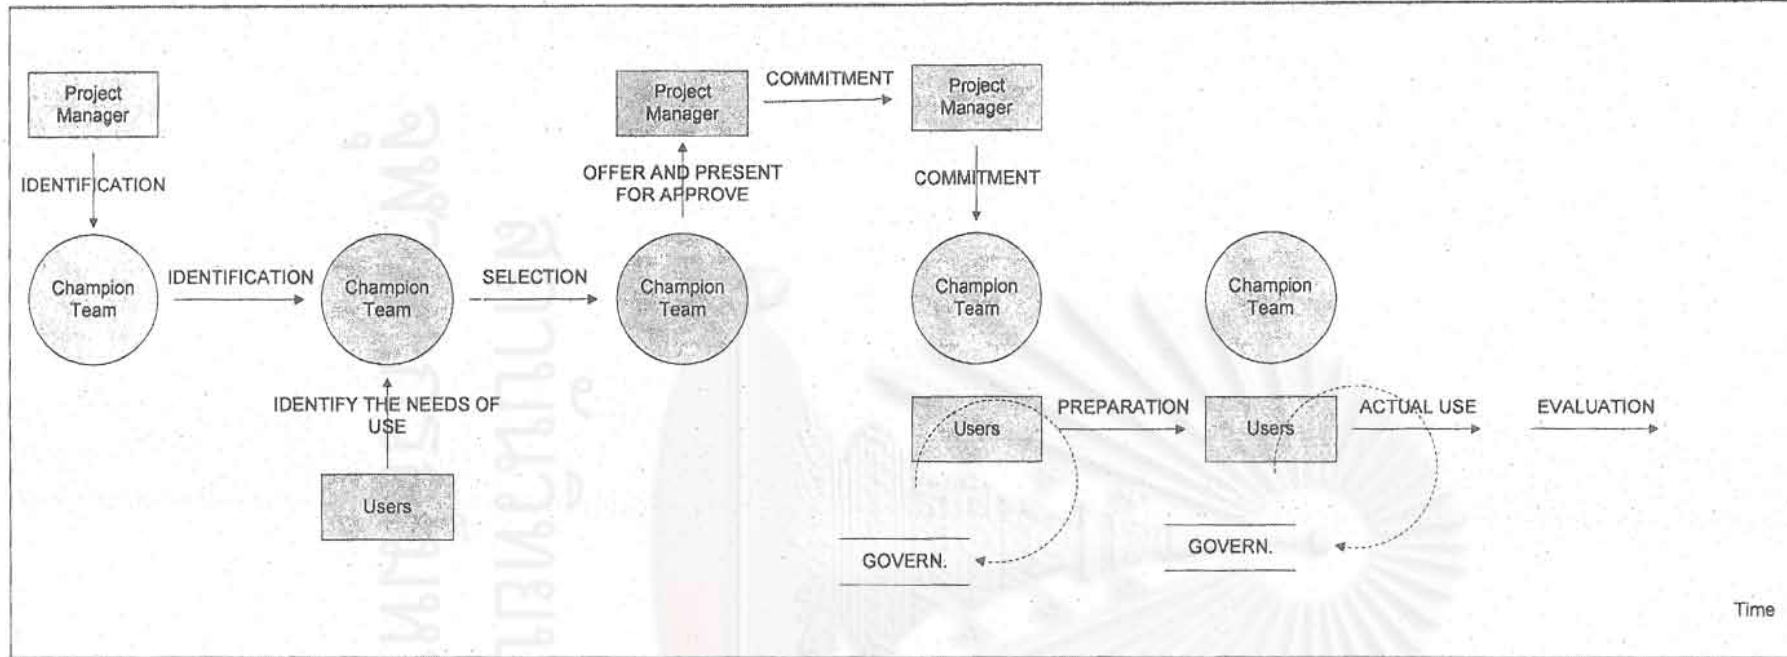 Project
Manager
COMMITMENT
Project
Manager
Project
Manager
IDENTIFICATION
OFFER AND PRESENT
FOR APPROVE
COMMITMENT
Champion
Team
IDENTIFICATION
Champion
Team
SELECTION
Champion
Team
Champion
Team
Champion
Team
IDENTIFY THE NEEDS OF
USE
Users
PREPARATION
Users
ACTUAL USE
EVALUATION
Users
GOVERN.
GOVERN.
Time